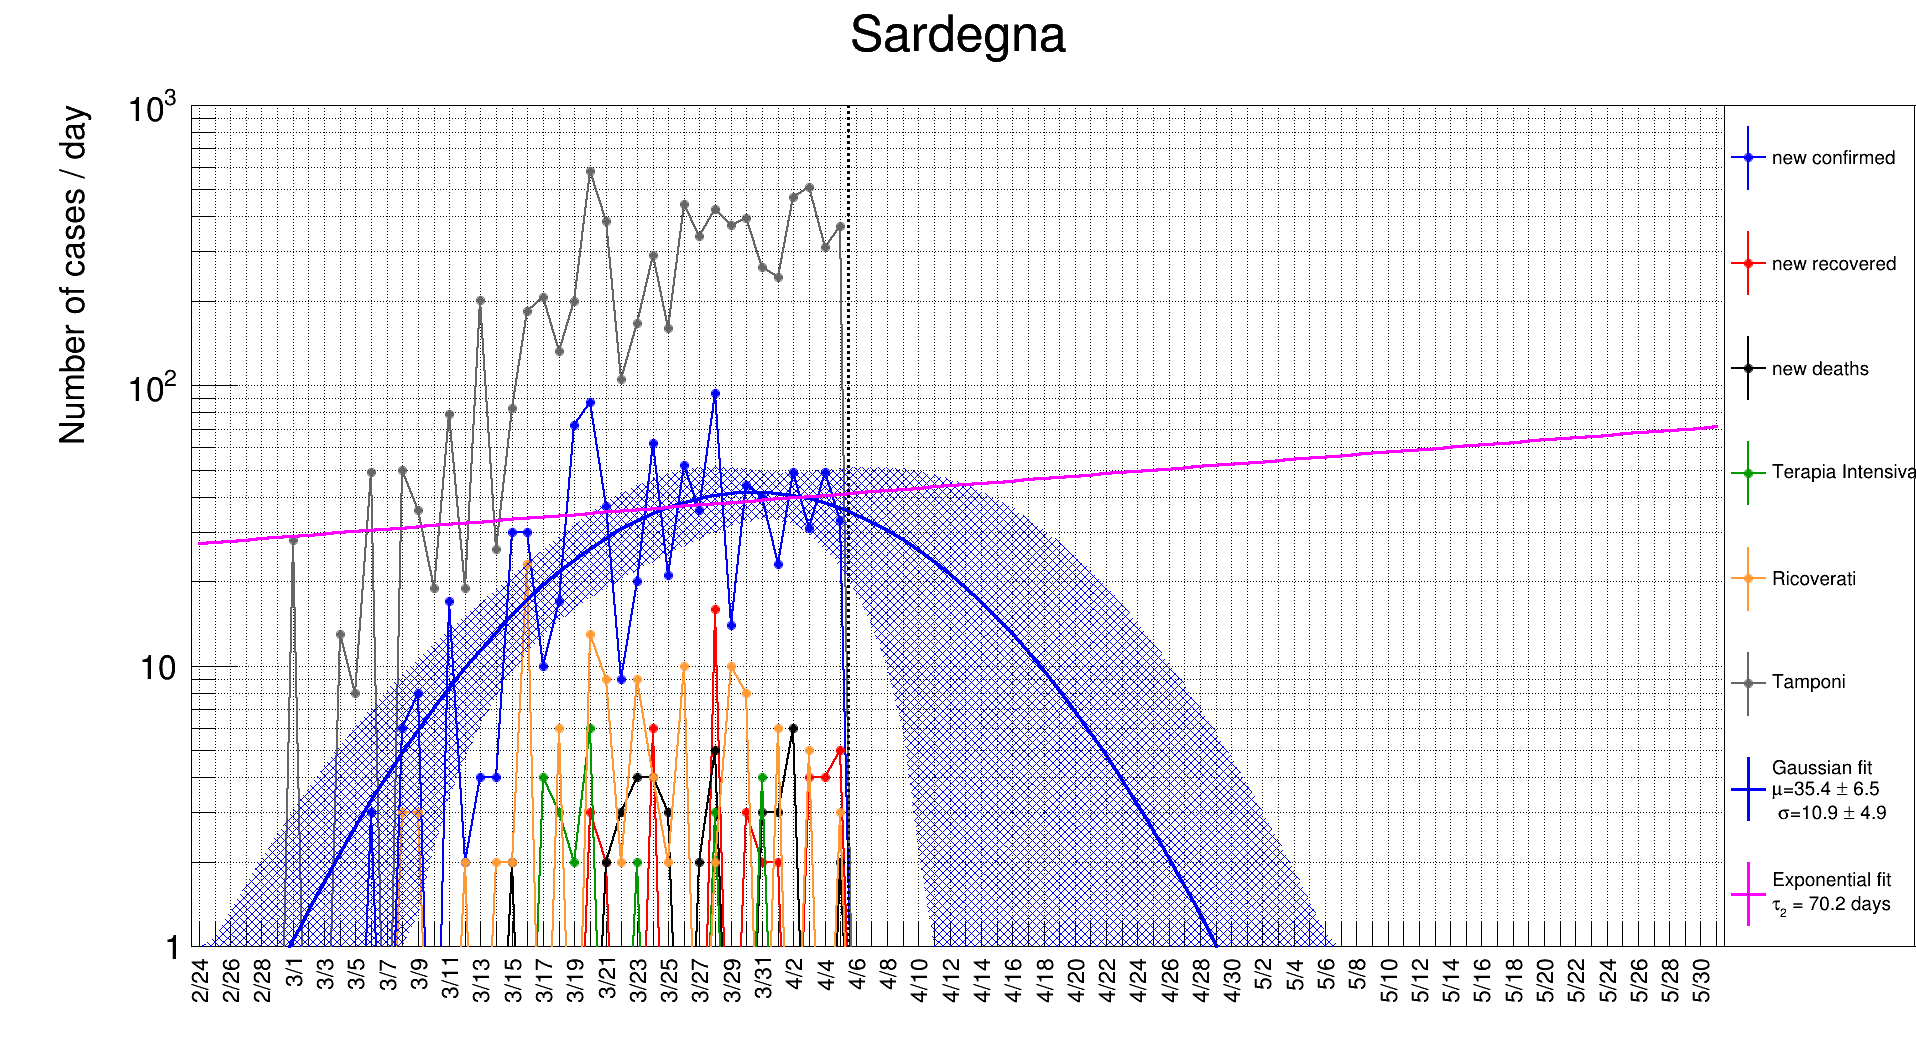 Sardegna
Number of cases / day
10³
10²
10
1
2/24 2/26 2/28 3/1 3/3 3/5 3/7 3/9 3/11 3/13 3/15 3/17 3/19 3/21 3/23 3/25 3/27 3/29 3/31 4/2 4/4 4/6 4/8 4/10 4/12 4/14 4/16 4/18 4/20 4/22 4/24 4/26 4/28 4/30 5/2 5/4 5/6 5/8 5/10 5/12 5/14 5/16 5/18 5/20 5/22 5/24 5/26 5/28 5/30
new confirmed
new recovered
new deaths
Terapia Intensiva
Ricoverati
Tamponi
Gaussian fit
μ=35.4 ± 6.5
σ=10.9 ± 4.9
Exponential fit
τ₂ = 70.2 days